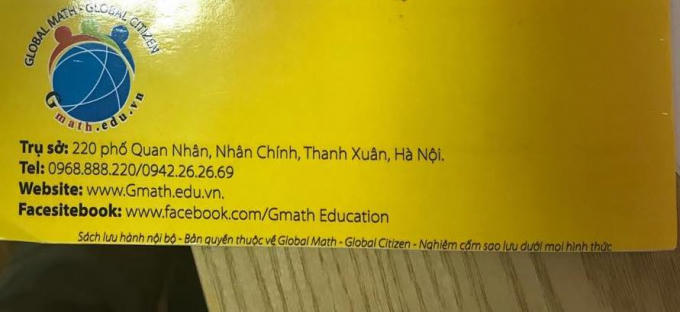 GLOBAL MATH - GLOBAL CITIZEN
Gmath.edu.vn
Trụ sở: 220 phố Quan Nhân, Nhân Chính, Thanh Xuân, Hà Nội.
Tel: 0968.888.220/0942.26.26.69
Website: www.Gmath.edu.vn.
Facesitebook: www.facebook.com/Gmath Education
Sách lưu hành nội bộ - Bản quyền thuộc về Global Math - Global Citizen - Nghiêm cấm sao lưu dưới mọi hình thức